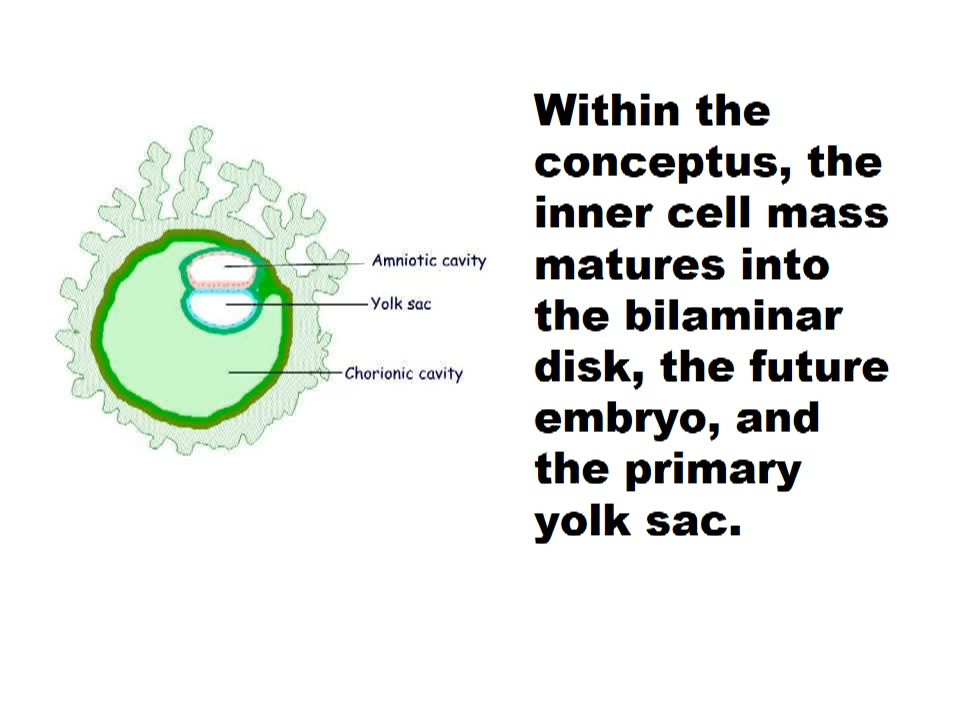 Amniotic cavity
Yolk sac
Chorionic cavity
Within the
conceptus, the
inner cell mass
matures into
the bilaminar
disk, the future
embryo, and
the primary
yolk sac.